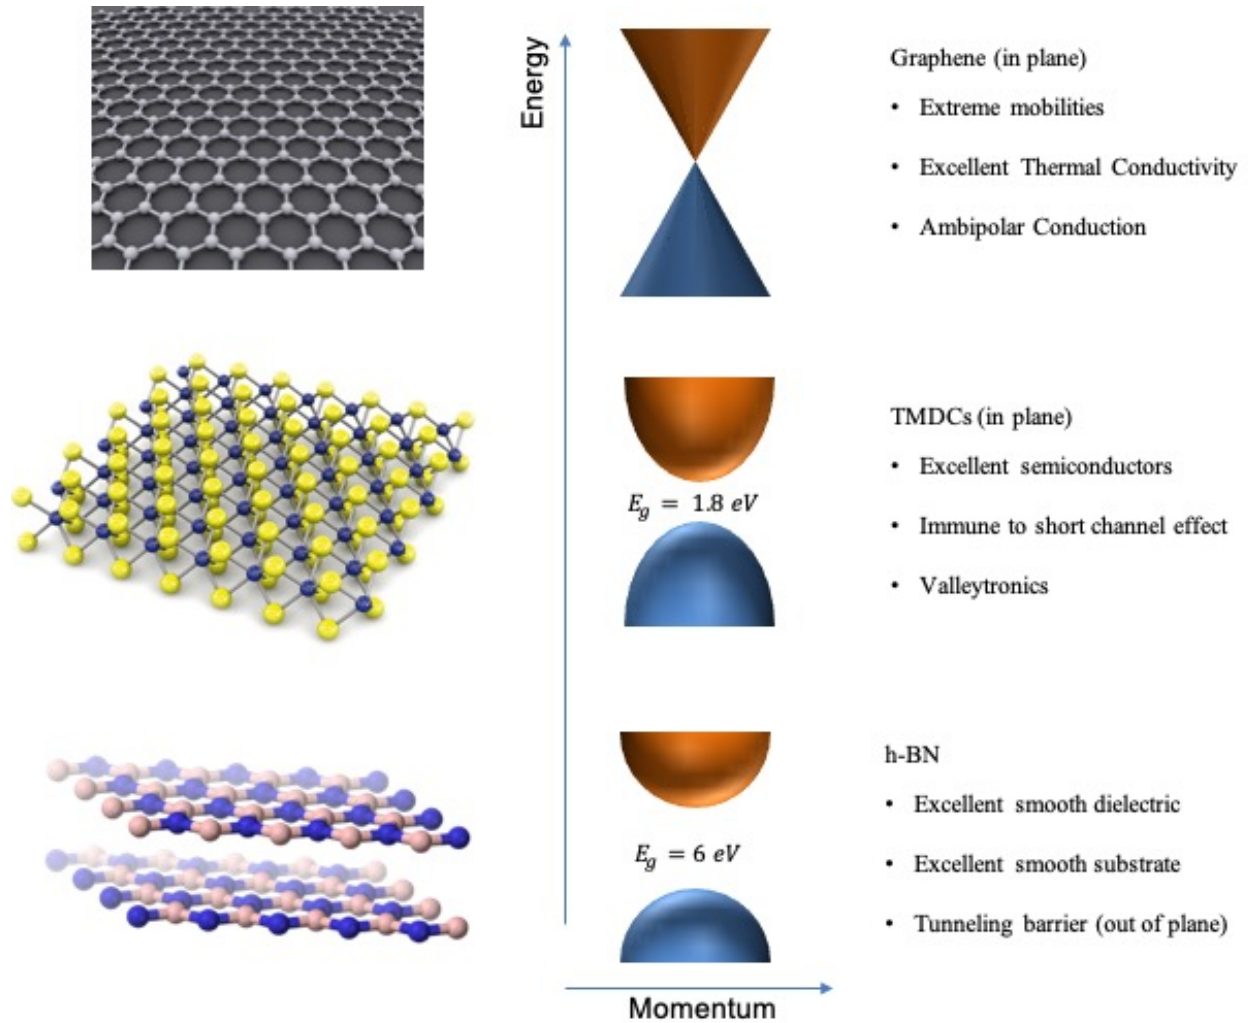 Energy
Graphene (in plane)
• Extreme mobilities
• Excellent Thermal Conductivity
• Ambipolar Conduction
TMDCs (in plane)
• Excellent semiconductors
• Immune to short channel effect
• Valleytronics
E_g = 1.8 eV
h-BN
• Excellent smooth dielectric
• Excellent smooth substrate
• Tunneling barrier (out of plane)
E_g = 6 eV
Momentum